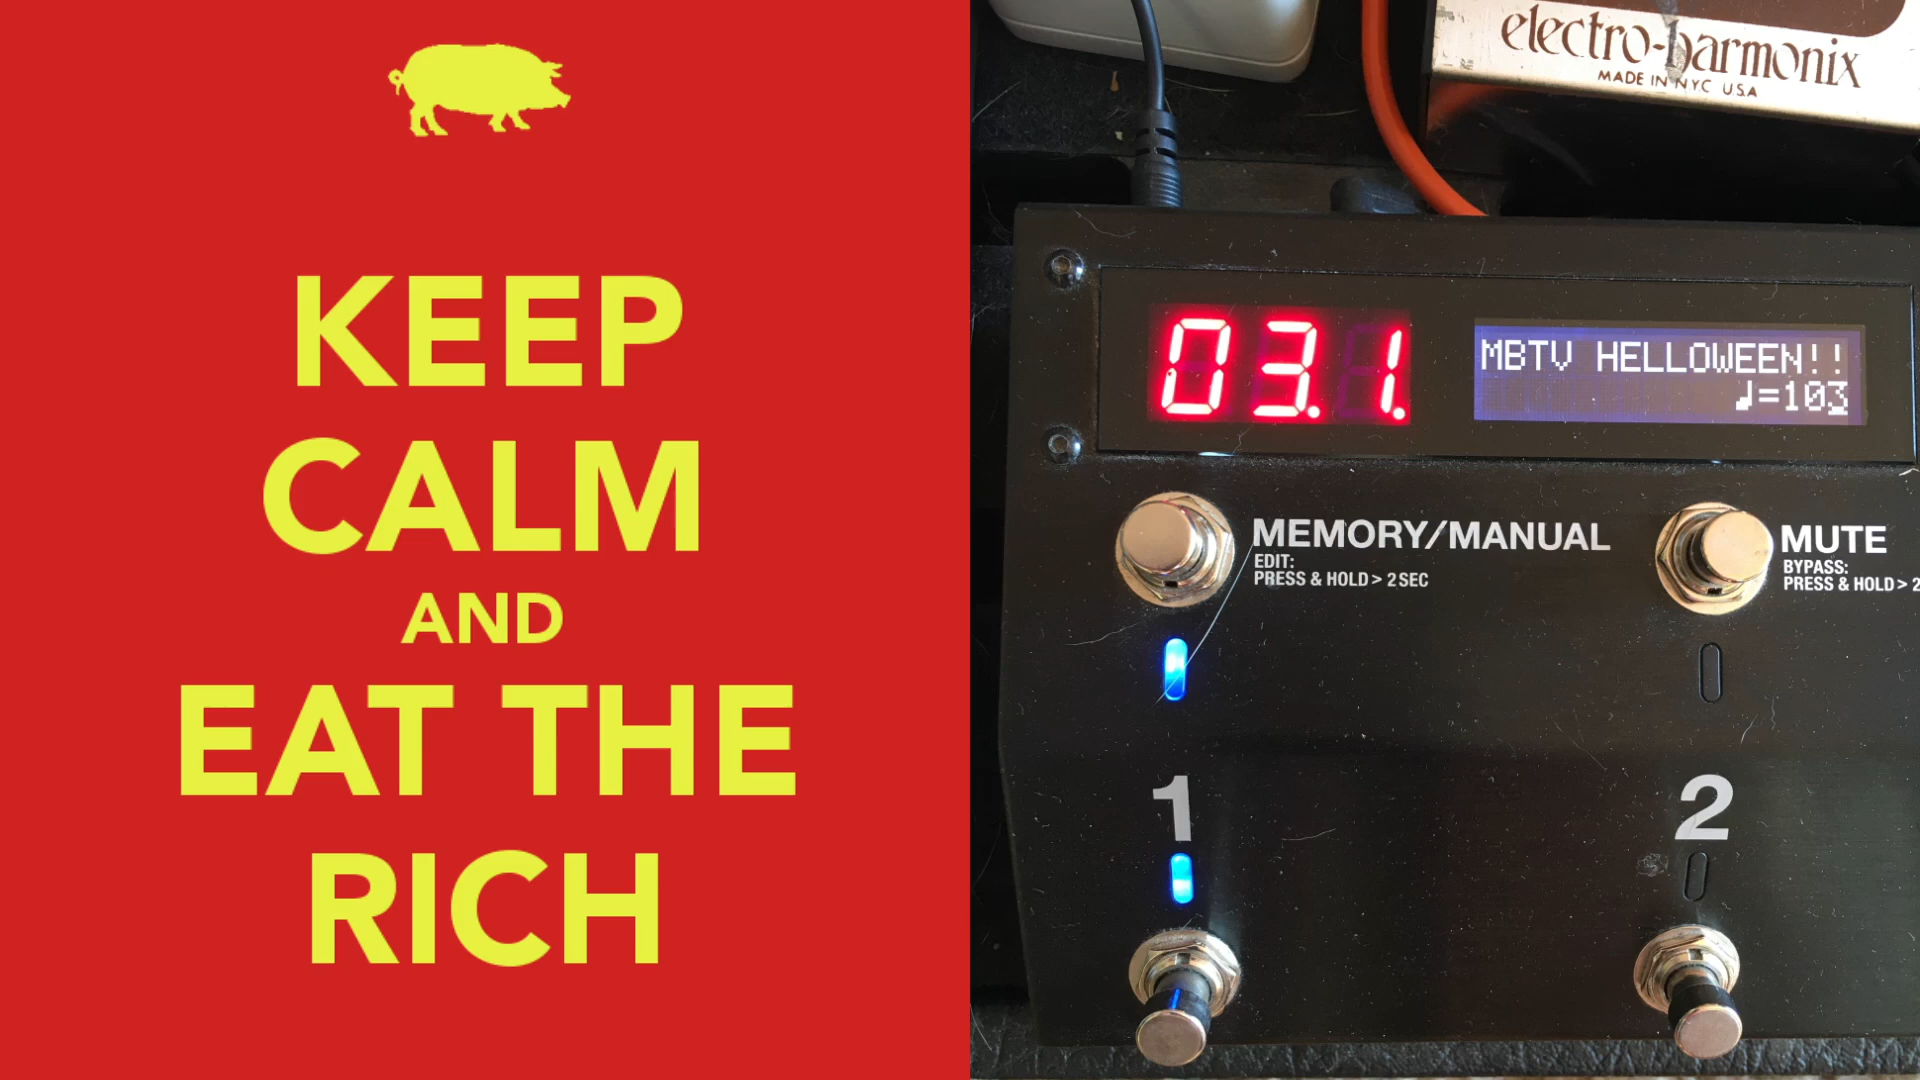 KEEP
CALM
AND
EAT THE
RICH
electro-harmonix
MADE IN NYC U.S.A
03.1.
MBTV HELLOWEEN!!
♩=103
MEMORY/MANUAL
EDIT:
PRESS & HOLD > 2 SEC
MUTE
BYPASS:
PRESS & HOLD > 2
1
2